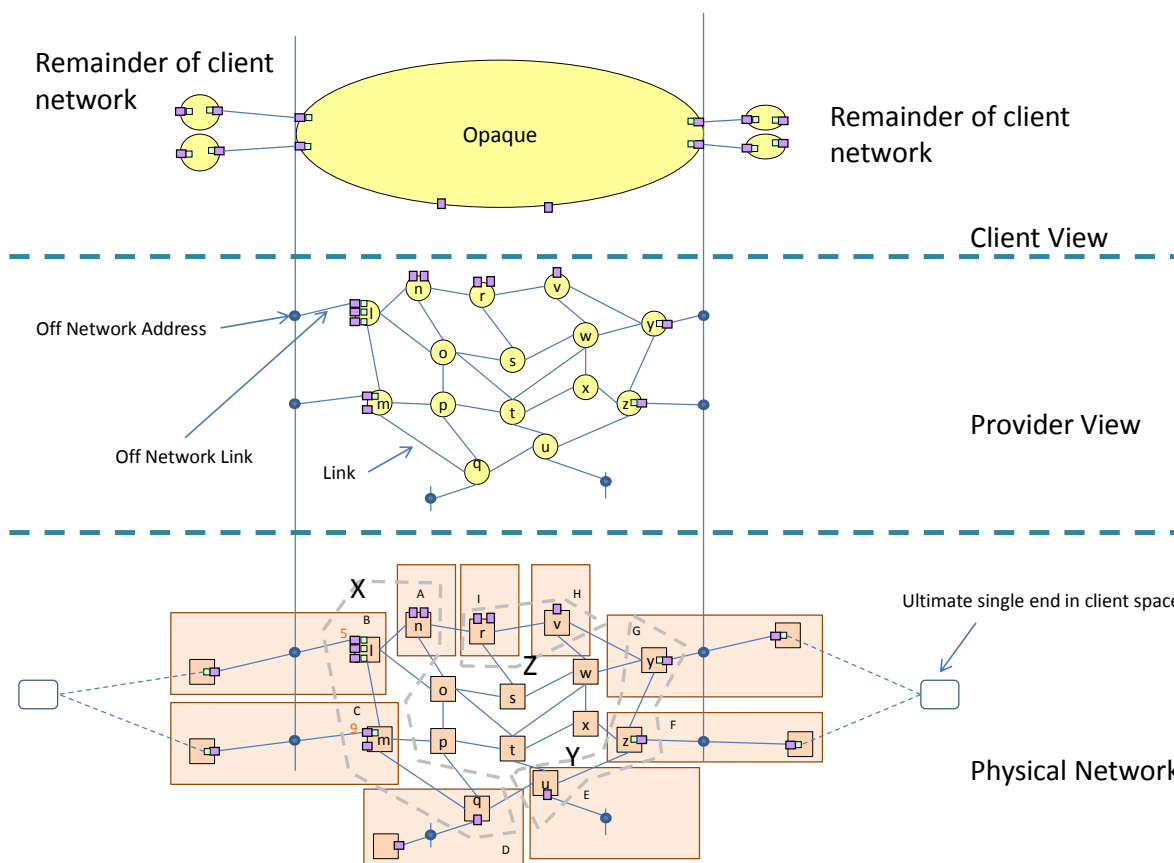 Remainder of client
network
Opaque
Remainder of client
network
Client View
n
r
v
l
y
Off Network Address
w
o
s
x
m
p
t
z
Provider View
u
Off Network Link
Link
q
X
A
I
H
Ultimate single end in client space
B
n
r
v
G
5
l
Z
y
w
o
s
C
F
9
m
p
t
x
z
Y
Physical Network
u
E
q
D